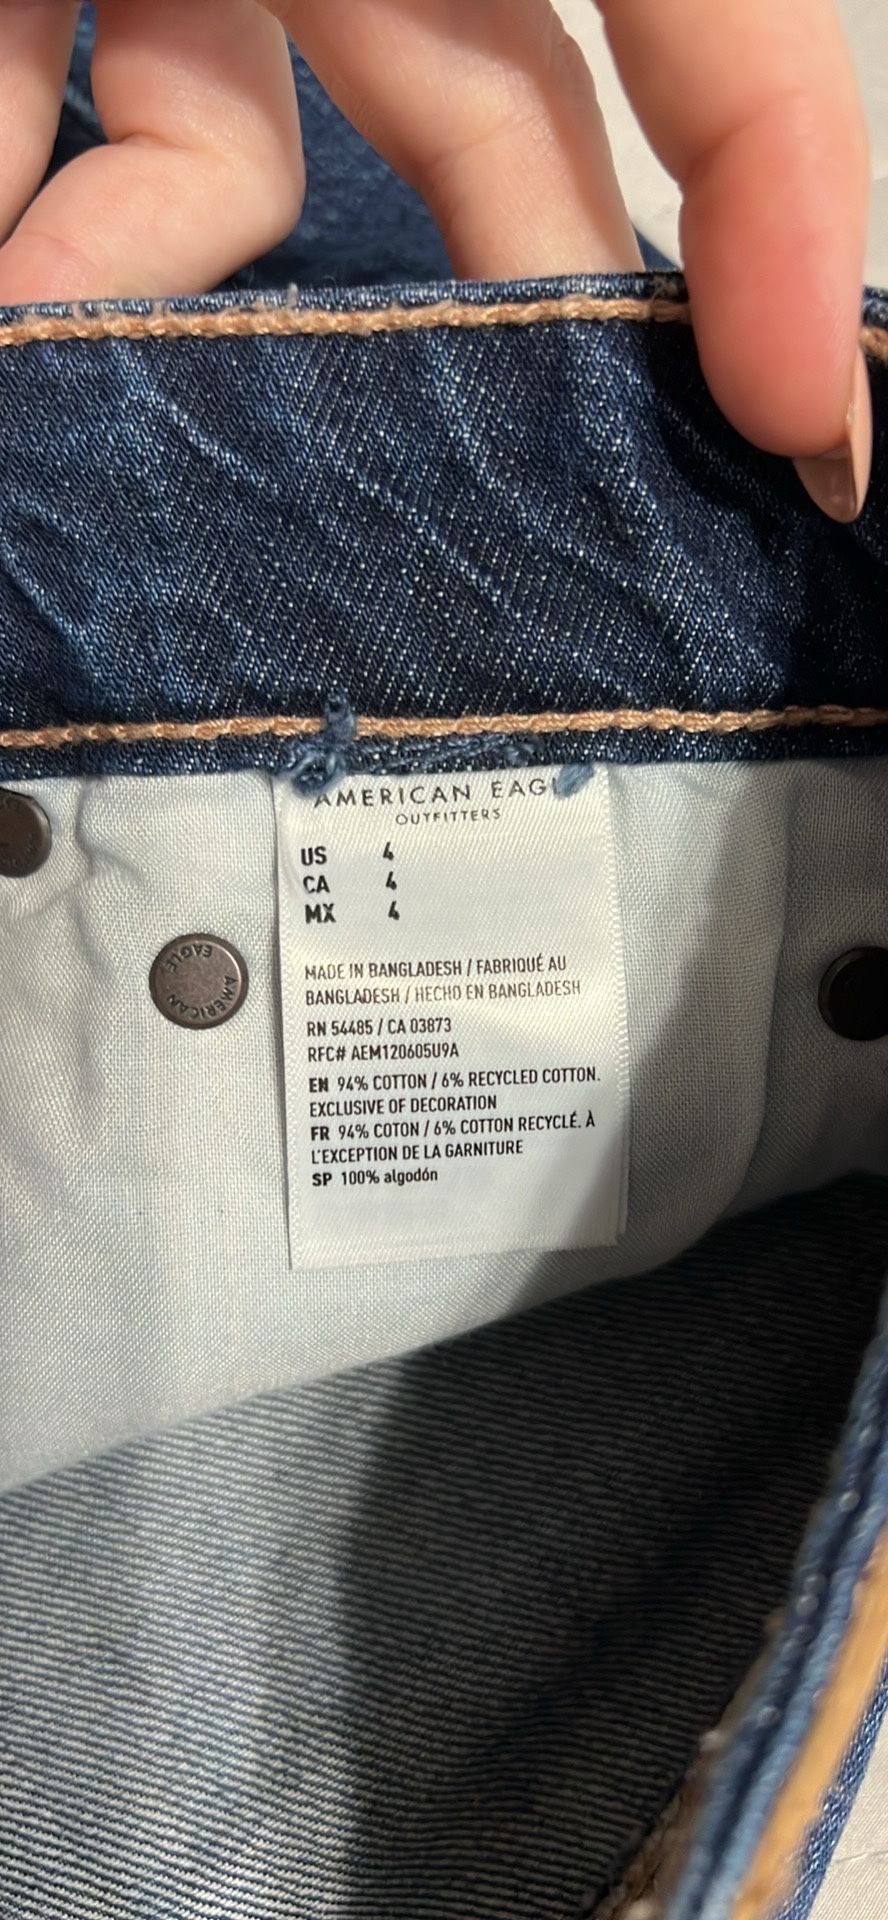 AMERICAN EAGL
OUTFITTERS
US 4
CA 4
MX 4
MADE IN BANGLADESH / FABRIQUÉ AU
BANGLADESH / HECHO EN BANGLADESH
RN 54485 / CA 03873
RFC# AEM120605U9A
EN 94% COTTON / 6% RECYCLED COTTON.
EXCLUSIVE OF DECORATION
FR 94% COTON / 6% COTTON RECYCLÉ. À
L'EXCEPTION DE LA GARNITURE
SP 100% algodón
AMERICAN EAGLE